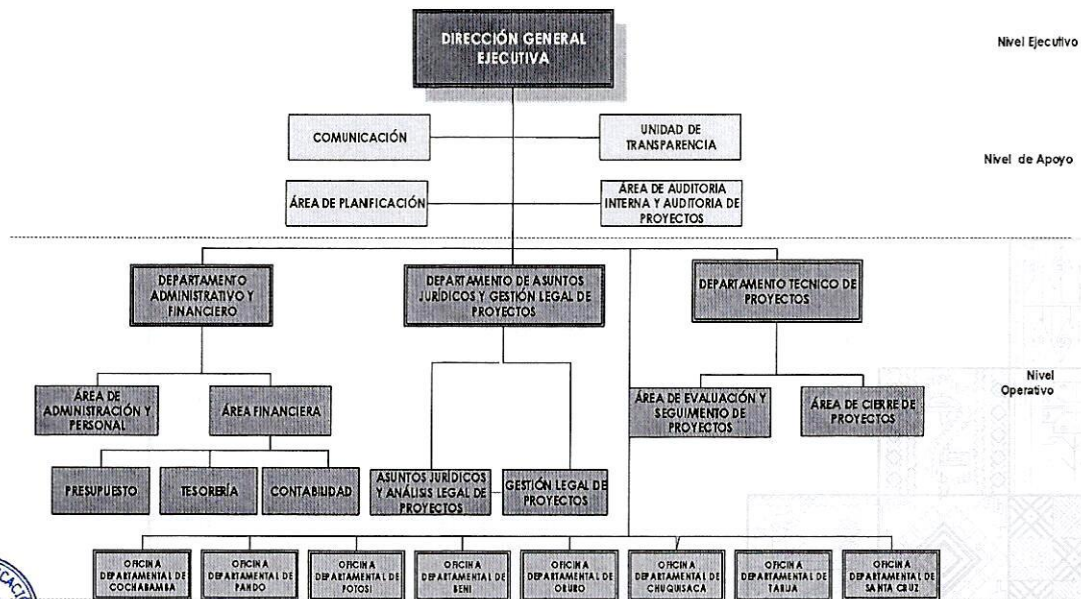 DIRECCIÓN GENERAL
EJECUTIVA
Nivel Ejecutivo
COMUNICACIÓN
UNIDAD DE
TRANSPARENCIA
Nivel de Apoyo
ÁREA DE PLANIFICACIÓN
ÁREA DE AUDITORIA
INTERNA Y AUDITORIA DE
PROYECTOS
DEPARTAMENTO
ADMINISTRATIVO Y
FINANCIERO
DEPARTAMENTO DE ASUNTOS
JURÍDICOS Y GESTIÓN LEGAL DE
PROYECTOS
DEPARTAMENTO TECNICO DE
PROYECTOS
Nivel
Operativo
ÁREA DE
ADMINISTRACIÓN Y
PERSONAL
ÁREA FINANCIERA
ÁREA DE EVALUACIÓN Y
SEGUIMENTO DE
PROYECTOS
ÁREA DE CIERRE DE
PROYECTOS
PRESUPUESTO
TESORERÍA
CONTABILIDAD
ASUNTOS JURÍDICOS
Y ANÁLISIS LEGAL DE
PROYECTOS
GESTIÓN LEGAL DE
PROYECTOS
OFICINA
DEPARTAMENTAL DE
COCHABAMBA
OFICINA
DEPARTAMENTAL DE
PANDO
OFICINA
DEPARTAMENTAL DE
POTOSI
OFICINA
DEPARTAMENTAL DE
BENI
OFICINA
DEPARTAMENTAL DE
ORURO
OFICINA
DEPARTAMENTAL DE
CHUQUISACA
OFICINA
DEPARTAMENTAL DE
TARIJA
OFICINA
DEPARTAMENTAL DE
SANTA CRUZ